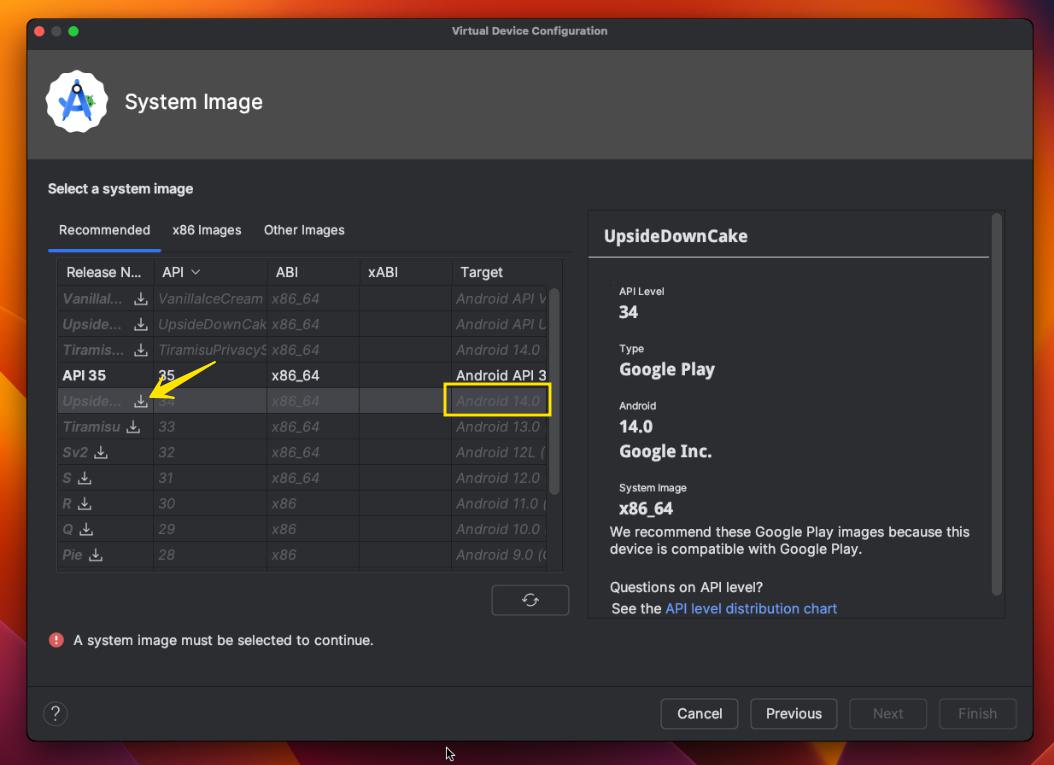 Virtual Device Configuration
System Image
Select a system image
Recommended x86 Images Other Images
Release N... API ABI xABI Target
VanillaI... VanillaIceCream x86_64 Android API V
Upside... UpsideDownCak x86_64 Android API U
Tiramis... TiramisuPrivacyS x86_64 Android 14.0
API 35 35 x86_64 Android API 3
Upside... 34 x86_64 Android 14.0
Tiramisu 33 x86_64 Android 13.0
Sv2 32 x86_64 Android 12L (
S 31 x86_64 Android 12.0
R 30 x86 Android 11.0 (
Q 29 x86 Android 10.0
Pie 28 x86 Android 9.0 (G
A system image must be selected to continue.
UpsideDownCake
API Level
34
Type
Google Play
Android
14.0
Google Inc.
System Image
x86_64
We recommend these Google Play images because this
device is compatible with Google Play.
Questions on API level?
See the API level distribution chart
? Cancel Previous Next Finish